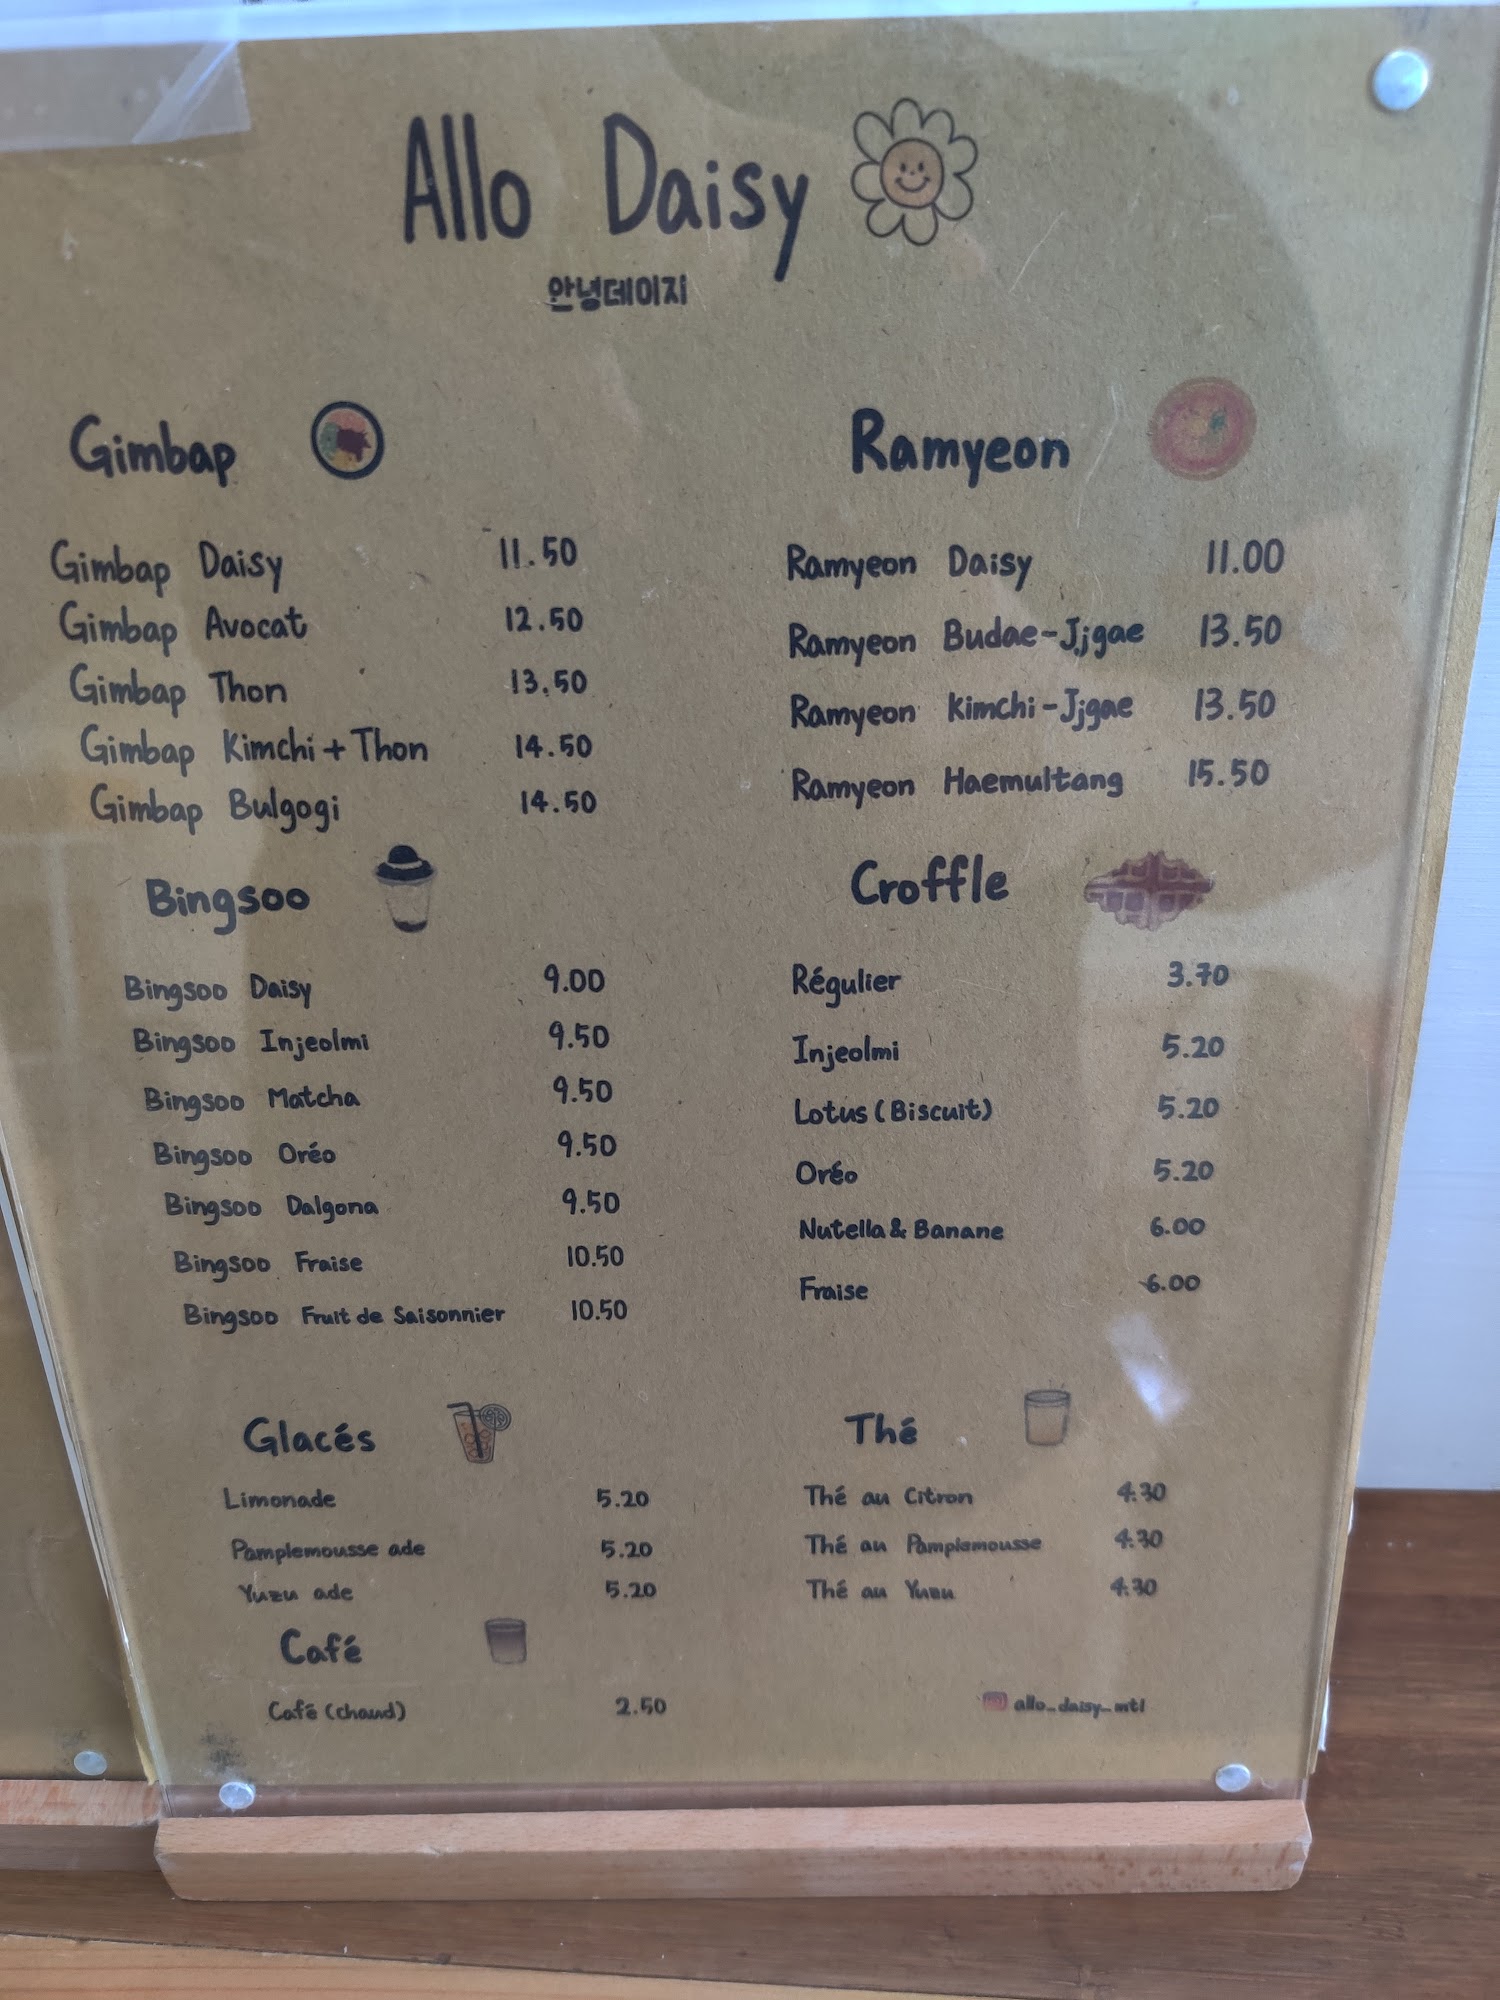 Allo Daisy
안녕데이지
Gimbap
Gimbap Daisy 11.50
Gimbap Avocat 12.50
Gimbap Thon 13.50
Gimbap Kimchi + Thon 14.50
Gimbap Bulgogi 14.50
Ramyeon
Ramyeon Daisy 11.00
Ramyeon Budae-Jjgae 13.50
Ramyeon Kimchi-Jjgae 13.50
Ramyeon Haemultang 15.50
Bingsoo
Bingsoo Daisy 9.00
Bingsoo Injeolmi 9.50
Bingsoo Matcha 9.50
Bingsoo Oréo 9.50
Bingsoo Dalgona 9.50
Bingsoo Fraise 10.50
Bingsoo Fruit de Saisonnier 10.50
Croffle
Régulier 3.70
Injeolmi 5.20
Lotus (Biscuit) 5.20
Oréo 5.20
Nutella & Banane 6.00
Fraise 6.00
Glacés
Limonade 5.20
Pamplemousse ade 5.20
Yuzu ade 5.20
Thé
Thé au Citron 4.30
Thé au Pamplemousse 4.30
Thé au Yuzu 4.30
Café
Café (chaud) 2.50
allo_daisy_mtl